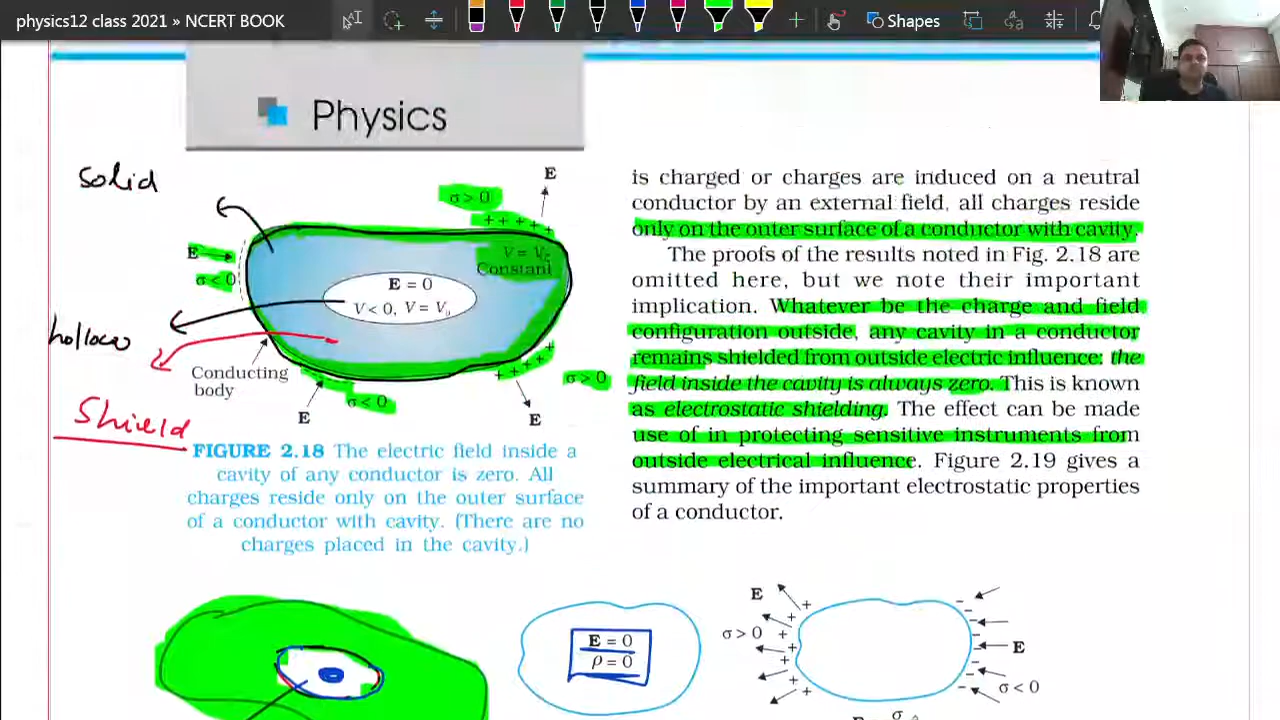 physics12 class 2021 » NCERT BOOK
Shapes
Physics
solid
hollow
Shield
E
σ > 0
+ + + + +
E
σ < 0
V = V₀
Constant
E = 0
V < 0, V = V₀
Conducting
body
E
σ < 0
+ + + + +
σ > 0
E
FIGURE 2.18 The electric field inside a
cavity of any conductor is zero. All
charges reside only on the outer surface
of a conductor with cavity. (There are no
charges placed in the cavity.)
is charged or charges are induced on a neutral
conductor by an external field, all charges reside
only on the outer surface of a conductor with cavity.
The proofs of the results noted in Fig. 2.18 are
omitted here, but we note their important
implication. Whatever be the charge and field
configuration outside, any cavity in a conductor
remains shielded from outside electric influence: the
field inside the cavity is always zero. This is known
as electrostatic shielding. The effect can be made
use of in protecting sensitive instruments from
outside electrical influence. Figure 2.19 gives a
summary of the important electrostatic properties
of a conductor.
E = 0
ρ = 0
E
σ > 0
E
σ < 0